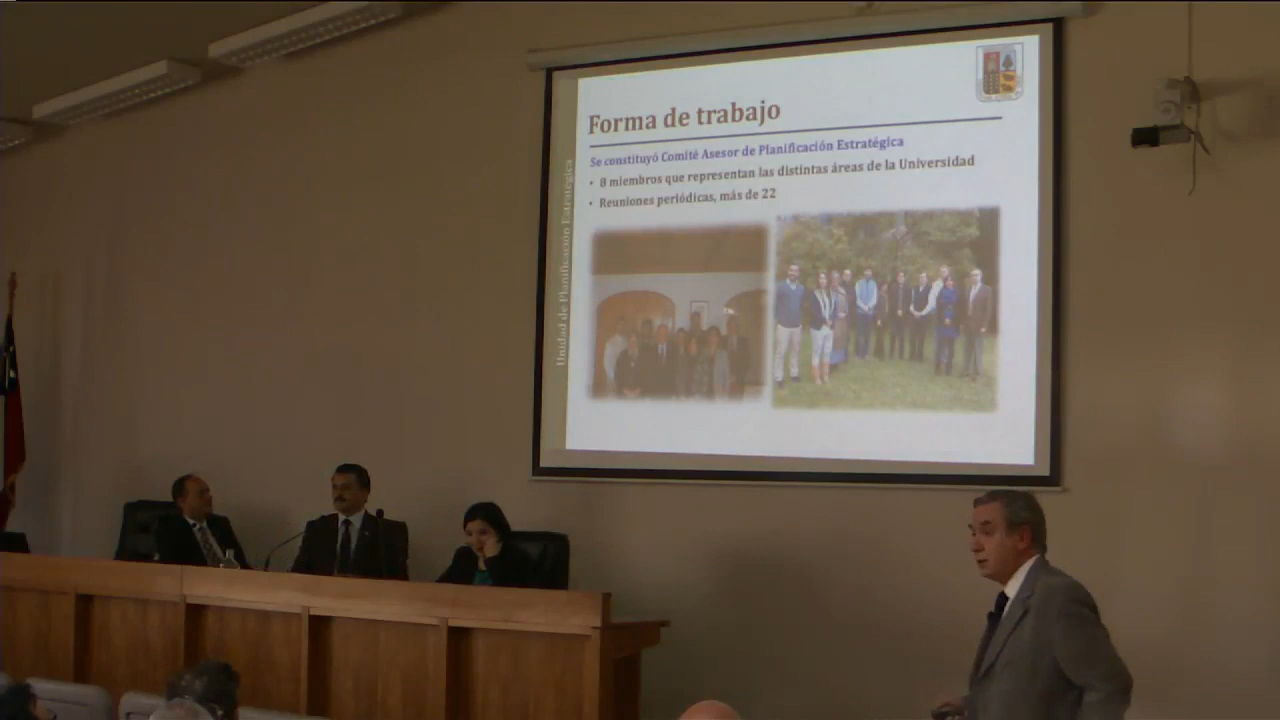 Forma de trabajo
Se constituyó Comité Asesor de Planificación Estratégica
• 8 miembros que representan las distintas áreas de la Universidad
• Reuniones periódicas, más de 22
Unidad de Planificación Estratégica